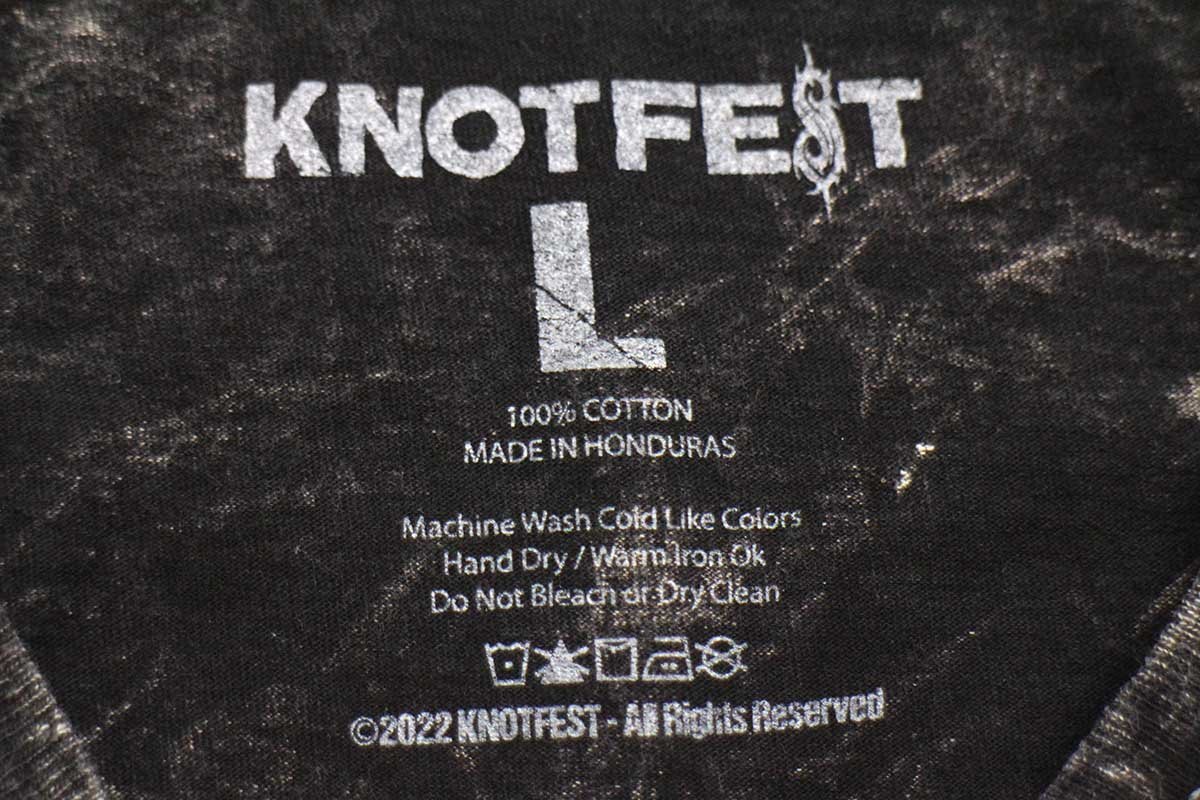 KNOTFEST
L
100% COTTON
MADE IN HONDURAS
Machine Wash Cold Like Colors
Hand Dry / Warm Iron Ok
Do Not Bleach or Dry Clean
©2022 KNOTFEST - All Rights Reserved